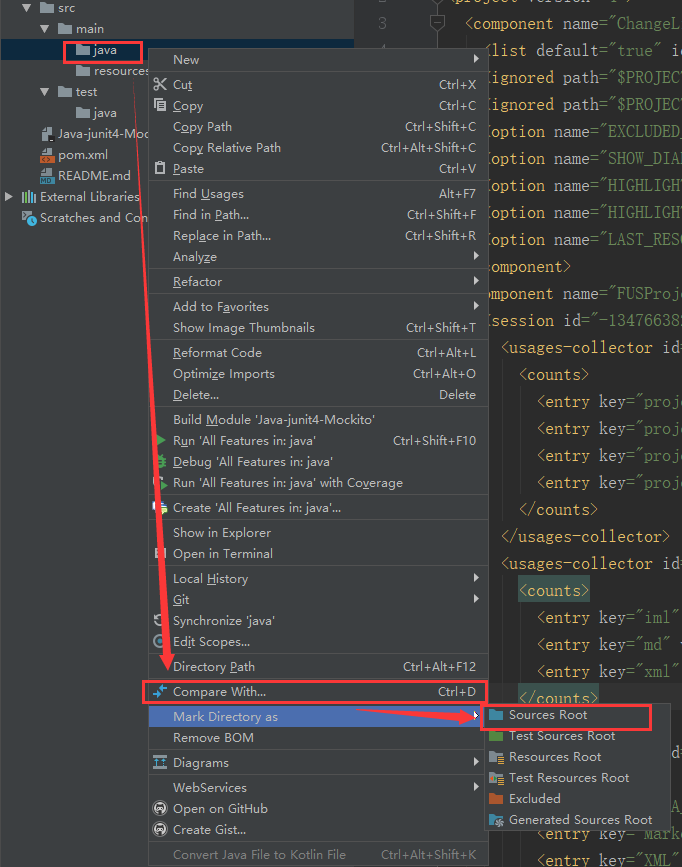 src
main
java
resources
test
java
Java-junit4-Moc
pom.xml
README.md
External Libraries
Scratches and Con
New
Cut Ctrl+X
Copy Ctrl+C
Copy Path Ctrl+Shift+C
Copy Relative Path Ctrl+Alt+Shift+C
Paste Ctrl+V
Find Usages Alt+F7
Find in Path... Ctrl+Shift+F
Replace in Path... Ctrl+Shift+R
Analyze
Refactor
Add to Favorites
Show Image Thumbnails Ctrl+Shift+T
Reformat Code Ctrl+Alt+L
Optimize Imports Ctrl+Alt+O
Delete... Delete
Build Module 'Java-junit4-Mockito'
Run 'All Features in: java' Ctrl+Shift+F10
Debug 'All Features in: java'
Run 'All Features in: java' with Coverage
Create 'All Features in: java'...
Show in Explorer
Open in Terminal
Local History
Git
Synchronize 'java'
Edit Scopes...
Directory Path Ctrl+Alt+F12
Compare With... Ctrl+D
Mark Directory as
Remove BOM
Diagrams
WebServices
Open on GitHub
Create Gist...
Convert Java File to Kotlin File Ctrl+Alt+Shift+K
Sources Root
Test Sources Root
Resources Root
Test Resources Root
Excluded
Generated Sources Root
2
3
<component name="ChangeL
<list default="true" i
ignored path="$PROJEC
ignored path="$PROJEC
option name="EXCLUDED_
option name="SHOW_DIA
option name="HIGHLIGHT
option name="HIGHLIGHT
option name="LAST_RESO
component>
omponent name="FUSProj
session id="-134766382
<usages-collector id=
<counts>
<entry key="proj
<entry key="proj
<entry key="proj
<entry key="proj
</counts>
</usages-collector>
<usages-collector id=
<counts>
<entry key="iml"
<entry key="md" v
<entry key="xml"
</counts>
<entry key="Marke
<entry key="XML"